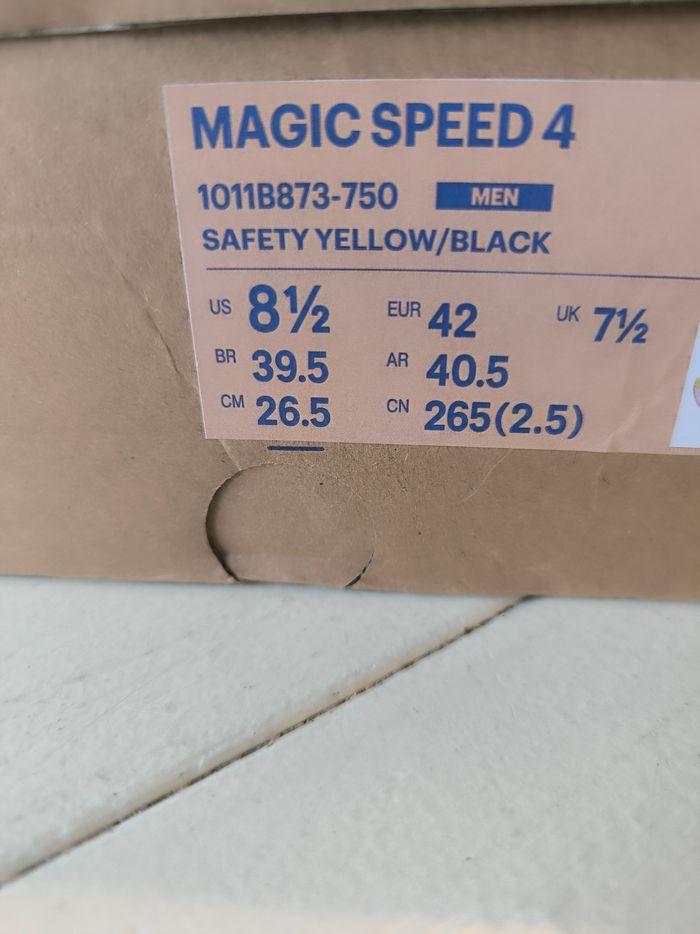 MAGIC SPEED 4
1011B873-750 MEN
SAFETY YELLOW/BLACK
US 8½ EUR 42 UK 7½
BR 39.5 AR 40.5
CM 26.5 CN 265(2.5)